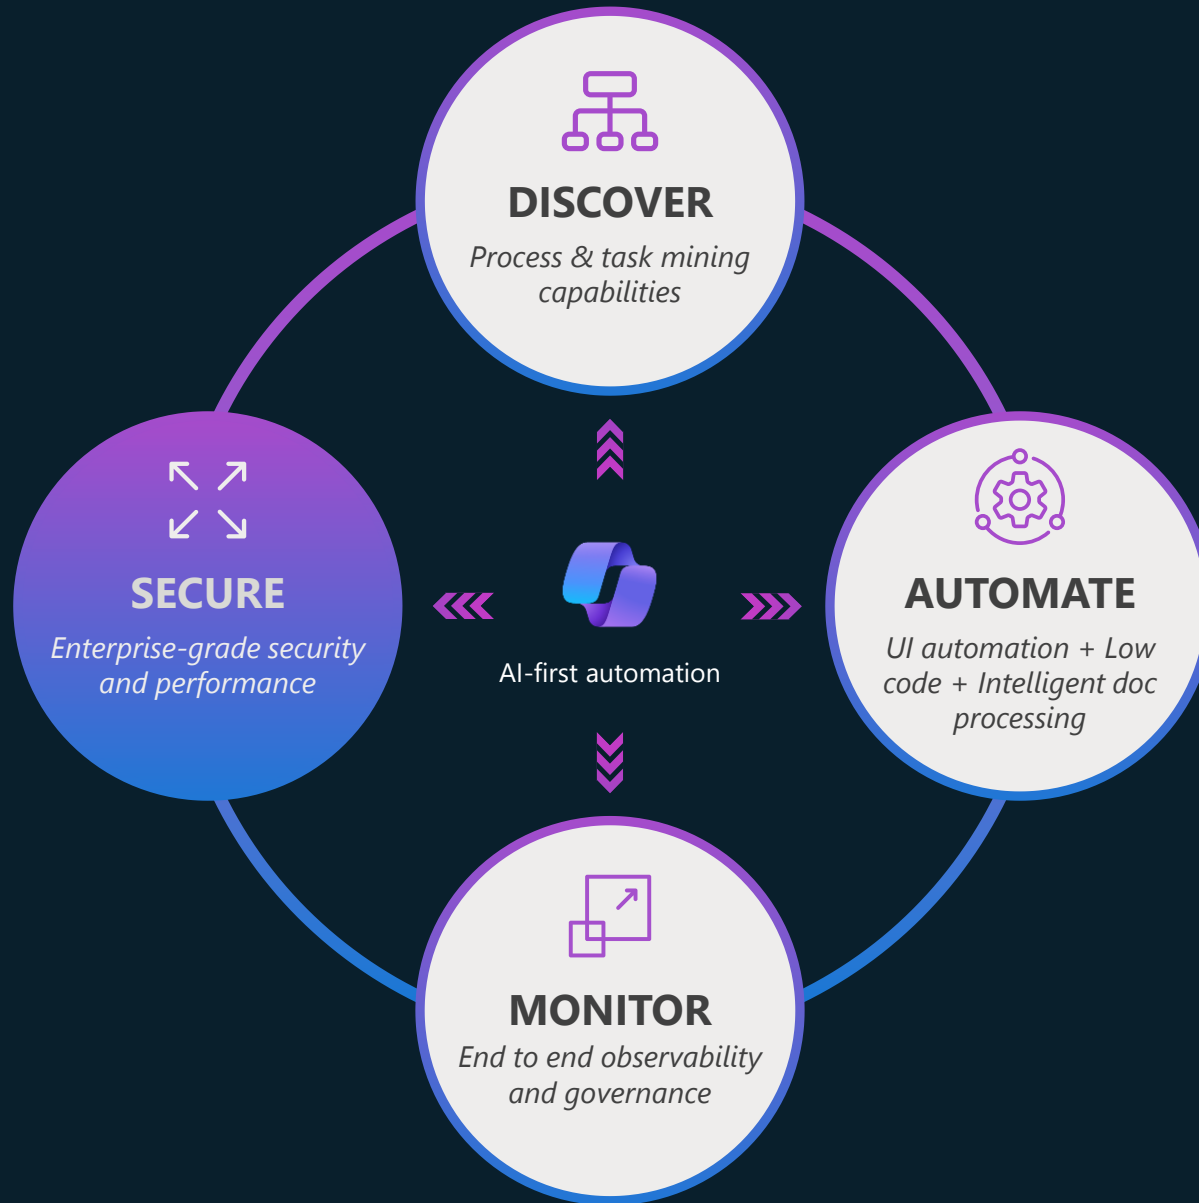 DISCOVER
Process & task mining
capabilities
SECURE
Enterprise-grade security
and performance
AI-first automation
AUTOMATE
UI automation + Low
code + Intelligent doc
processing
MONITOR
End to end observability
and governance